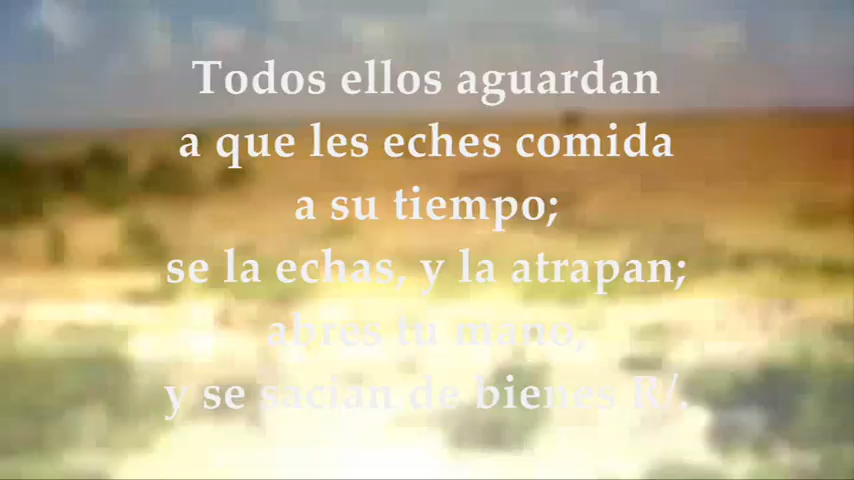 Todos ellos aguardan
a que les eches comida
a su tiempo;
se la echas, y la atrapan;
abres tu mano,
y se sacian de bienes R/.